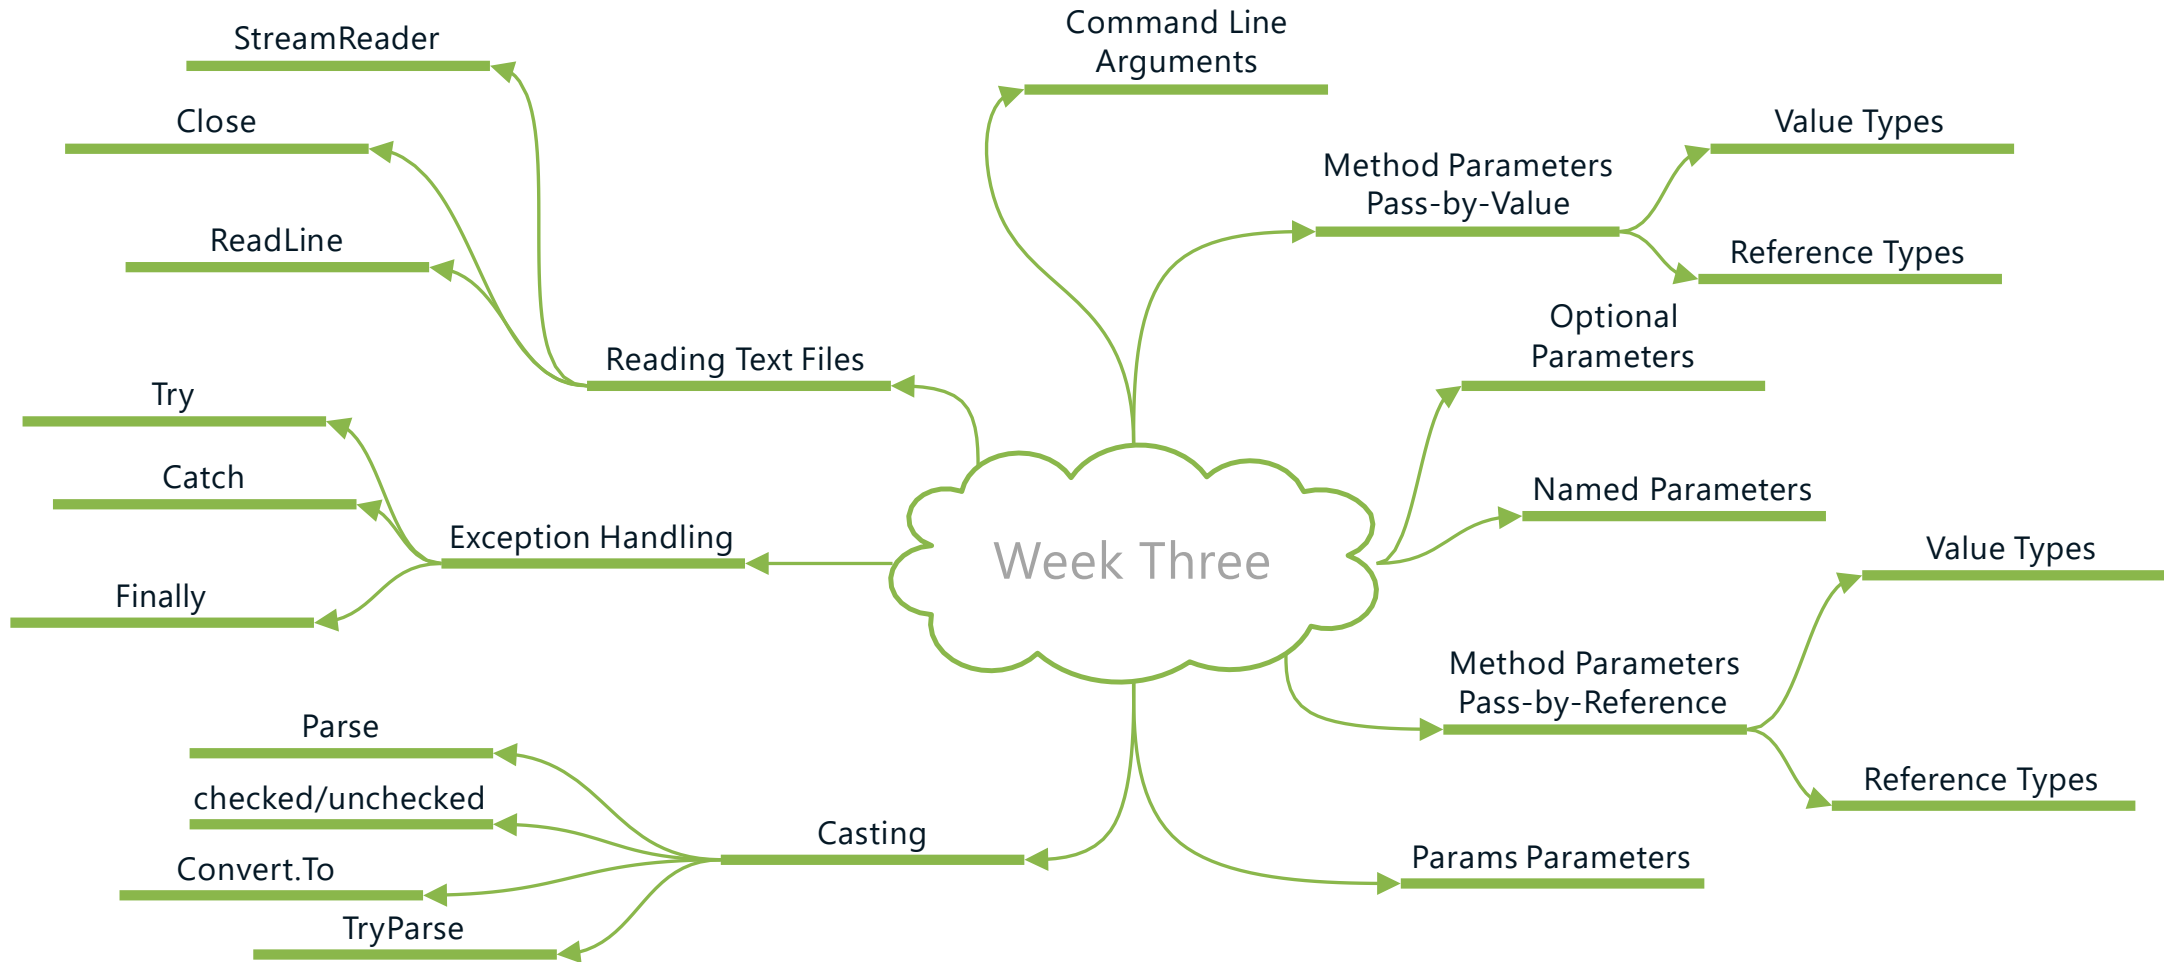 Command Line
Arguments
StreamReader
Close
ReadLine
Reading Text Files
Value Types
Method Parameters
Pass-by-Value
Reference Types
Optional
Parameters
Named Parameters
Try
Catch
Exception Handling
Finally
Week Three
Value Types
Method Parameters
Pass-by-Reference
Reference Types
Params Parameters
Parse
checked/unchecked
Casting
Convert.To
TryParse